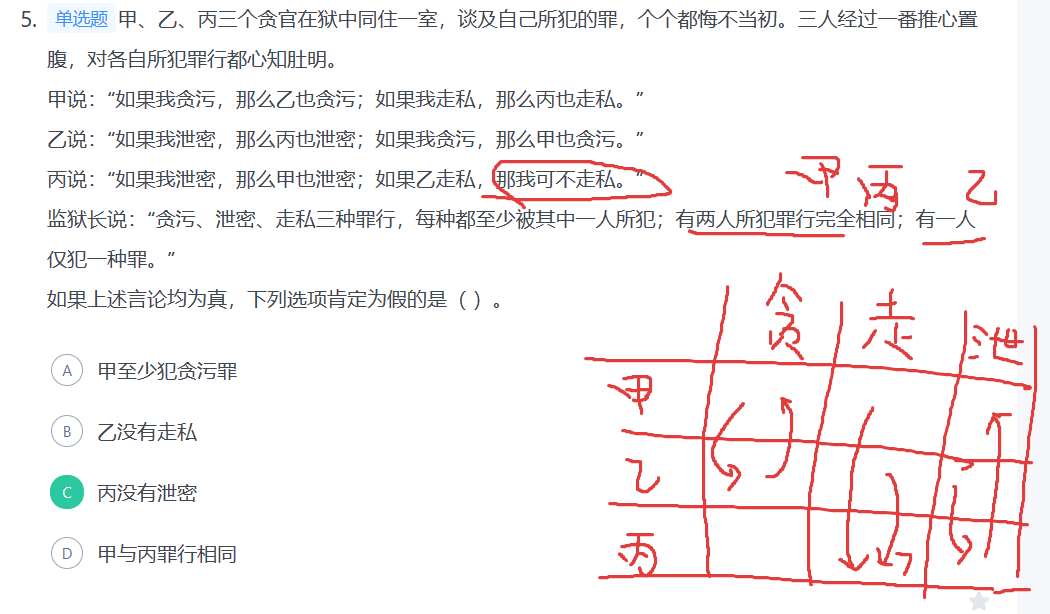 5. 单选题 甲、乙、丙三个贪官在狱中同住一室，谈及自己所犯的罪，个个都悔不当初。三人经过一番推心置
腹，对各自所犯罪行都心知肚明。
甲说：“如果我贪污，那么乙也贪污；如果我走私，那么丙也走私。”
乙说：“如果我泄密，那么丙也泄密；如果我贪污，那么甲也贪污。”
丙说：“如果我泄密，那么甲也泄密；如果乙走私，那我可不走私。”
甲 丙 乙
监狱长说：“贪污、泄密、走私三种罪行，每种都至少被其中一人所犯；有两人所犯罪行完全相同；有一人
仅犯一种罪。”
如果上述言论均为真，下列选项肯定为假的是（ ）。
贪 走 泄
A 甲至少犯贪污罪
甲
B 乙没有走私
乙
C 丙没有泄密
D 甲与丙罪行相同
丙